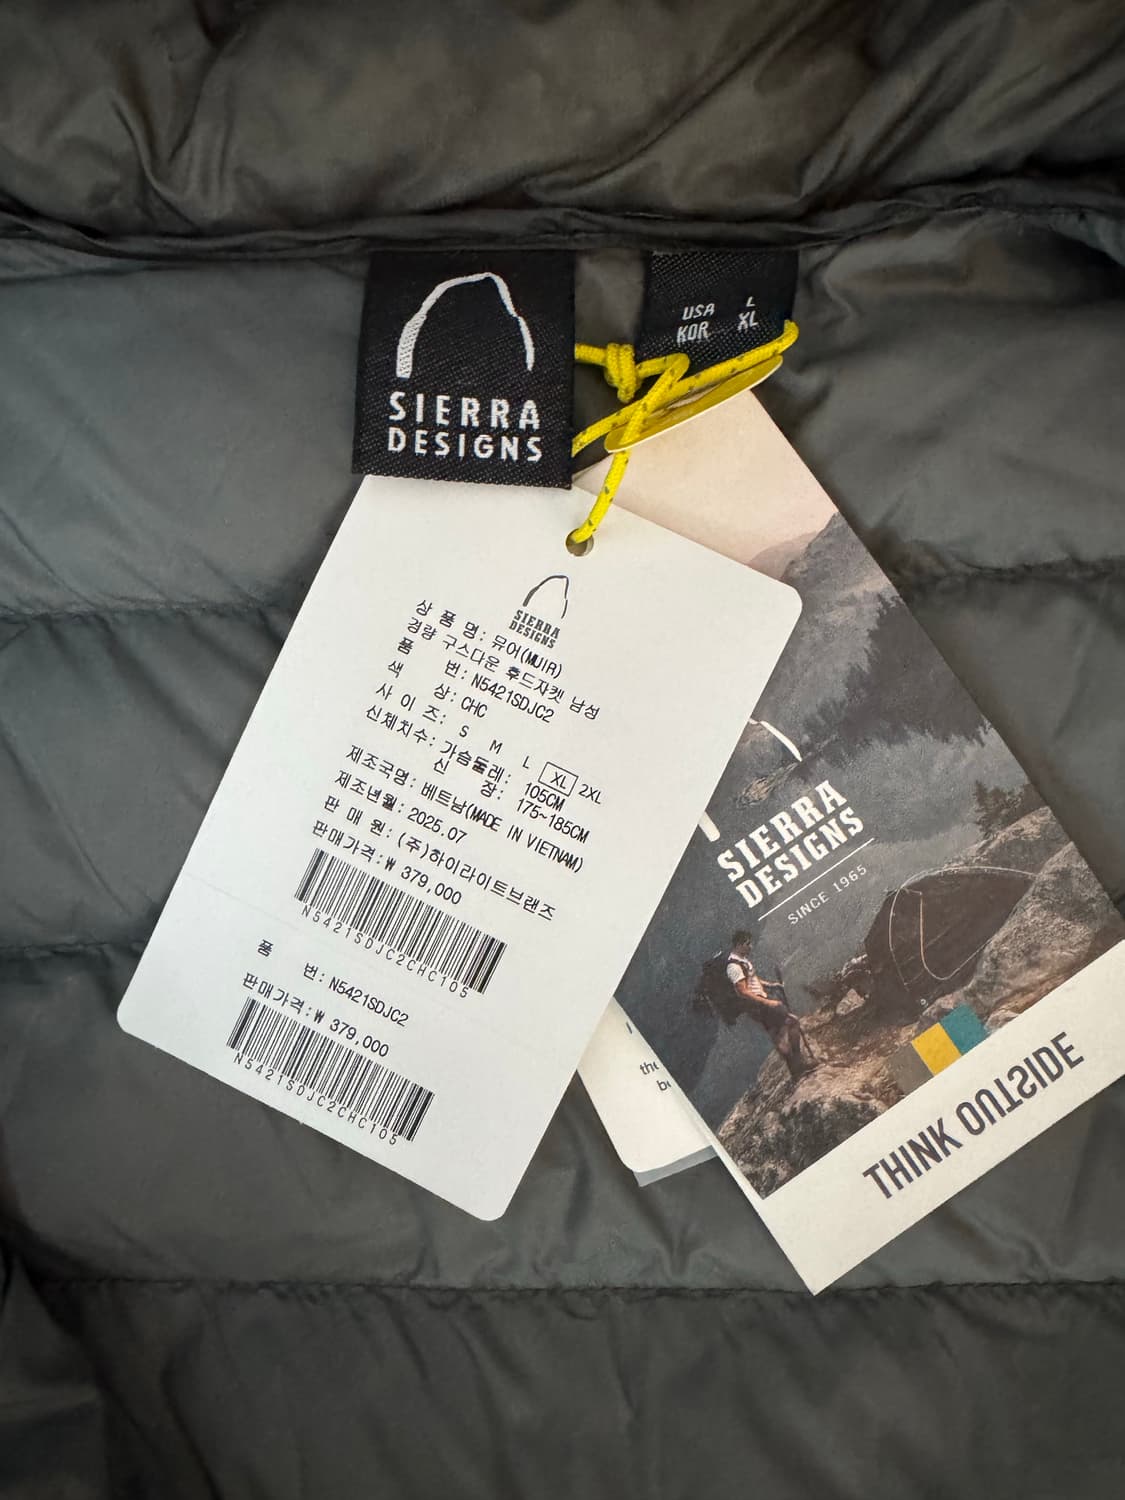 SIERRA
DESIGNS
USA L
KOR XL
SIERRA
DESIGNS
상 품 명: 뮤어(MUIR)
경량 구스다운 후드자켓 남성
품 번: N5421SDJC2
색 상: CHC
사 이 즈: S M L XL 2XL
신체치수: 가슴둘레: 105CM
신 장: 175~185CM
제조국명: 베트남(MADE IN VIETNAM)
제조년월: 2025.07
판 매 원: (주)하이라이트브랜즈
판매가격:₩ 379,000
N5421SDJC2CHC105
품 번: N5421SDJC2
판매가격:₩ 379,000
N5421SDJC2CHC105
SIERRA
DESIGNS
SINCE 1965
THINK OUTSIDE